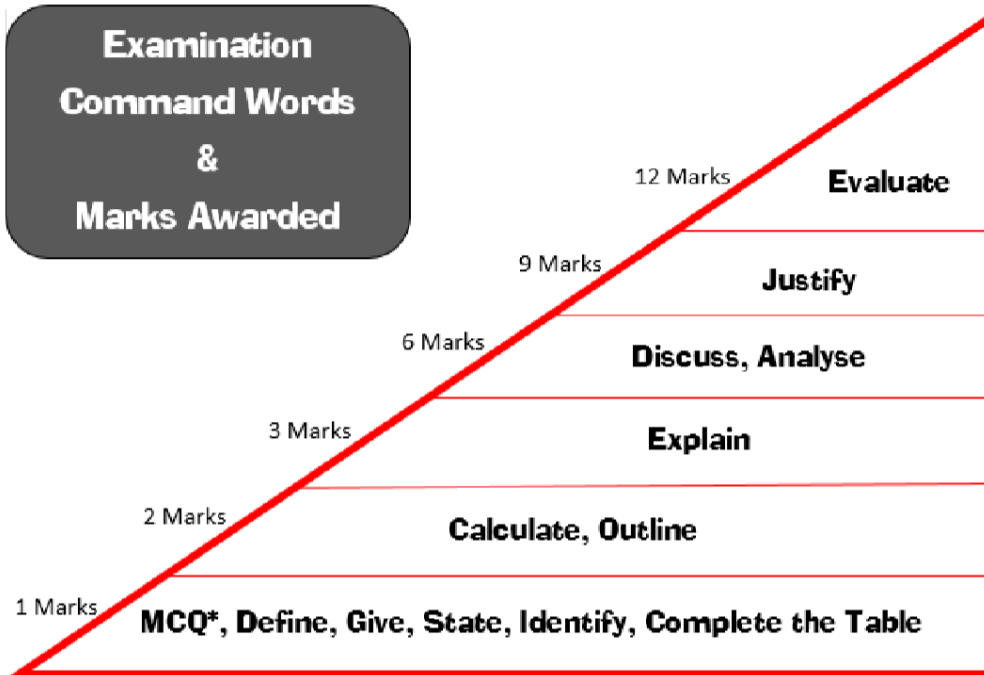 Examination
Command Words
&
Marks Awarded
12 Marks
Evaluate
9 Marks
Justify
6 Marks
Discuss, Analyse
3 Marks
Explain
2 Marks
Calculate, Outline
1 Marks
MCQ*, Define, Give, State, Identify, Complete the Table